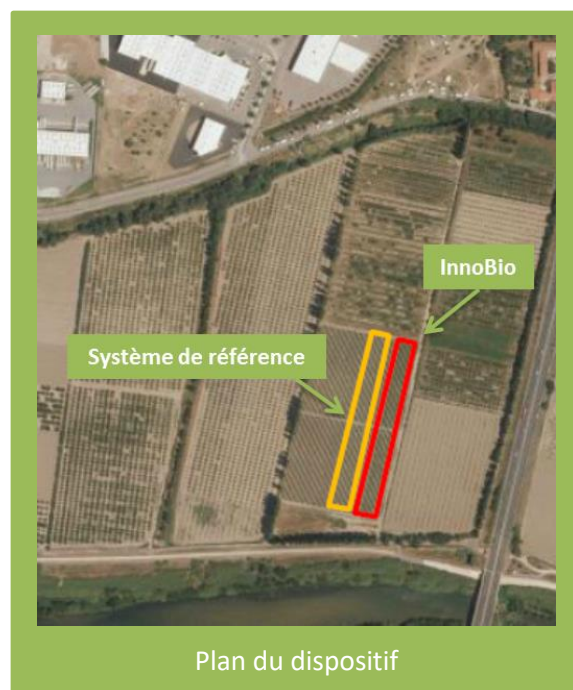 InnoBio
Système de référence
Plan du dispositif